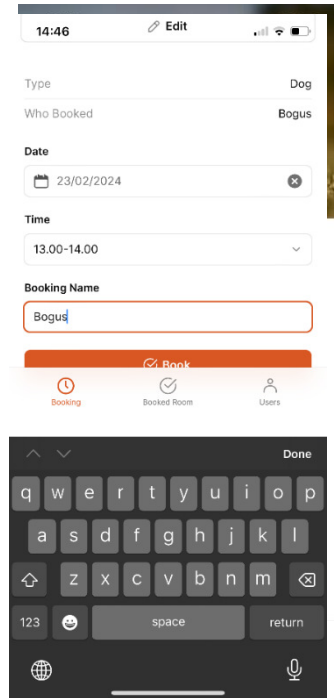 14:46
Edit
Type Dog
Who Booked Bogus
Date
23/02/2024
Time
13.00-14.00
Booking Name
Bogus
Book
Booking Booked Room Users
Done
q w e r t y u i o p
a s d f g h j k l
z x c v b n m
123 space return